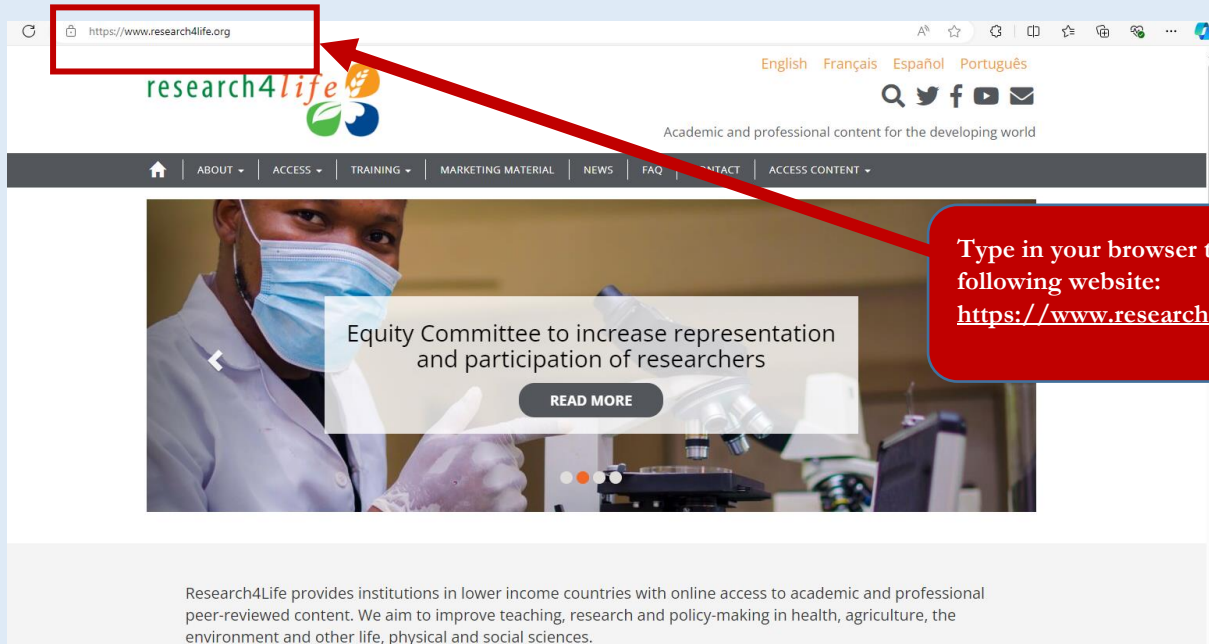 https://www.research4life.org
English Français Español Português
research4life
Academic and professional content for the developing world
ABOUT ACCESS TRAINING MARKETING MATERIAL NEWS FAQ CONTACT ACCESS CONTENT
Type in your browser
following website:
https://www.research
Equity Committee to increase representation
and participation of researchers
READ MORE
Research4Life provides institutions in lower income countries with online access to academic and professional
peer-reviewed content. We aim to improve teaching, research and policy-making in health, agriculture, the
environment and other life, physical and social sciences.